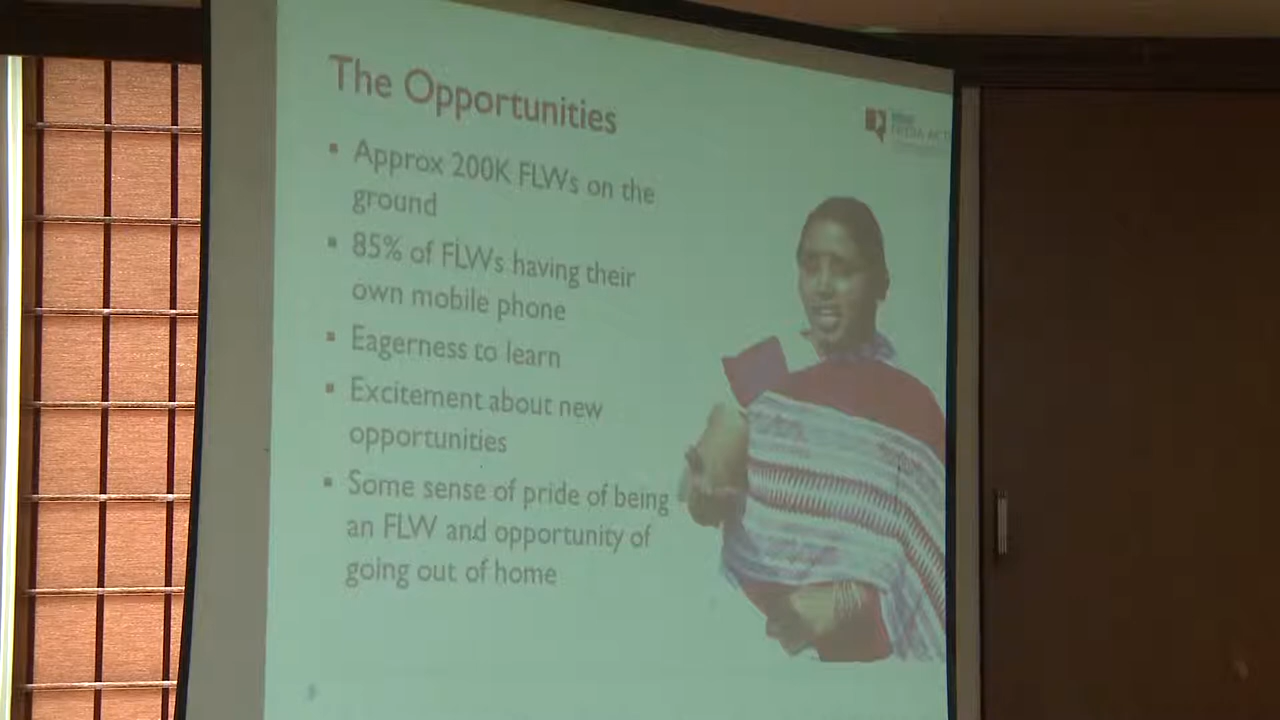 The Opportunities
▪ Approx 200K FLWs on the
ground
▪ 85% of FLWs having their
own mobile phone
▪ Eagerness to learn
▪ Excitement about new
opportunities
▪ Some sense of pride of being
an FLW and opportunity of
going out of home